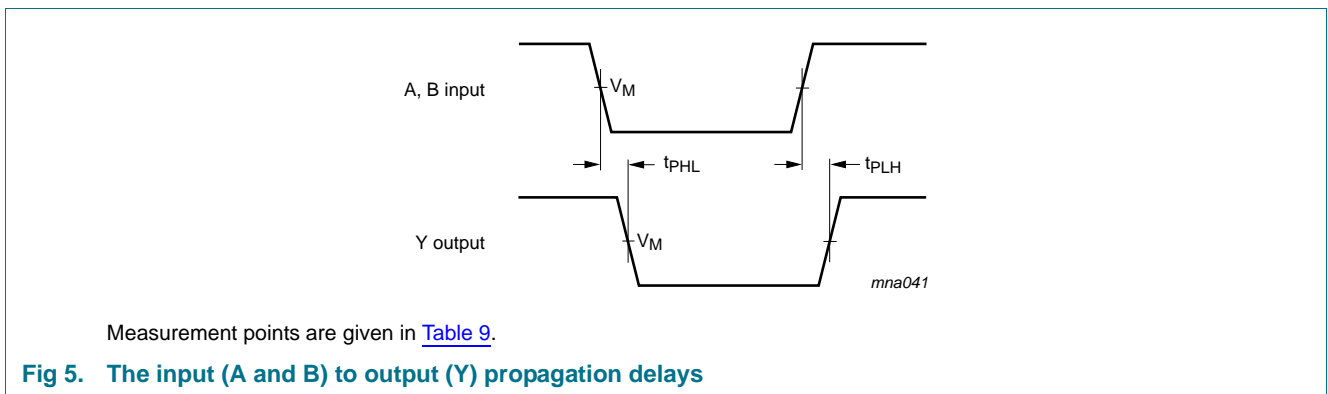 A, B input
VM
tPHL
tPLH
Y output
VM
mna041
Measurement points are given in Table 9.
Fig 5. The input (A and B) to output (Y) propagation delays